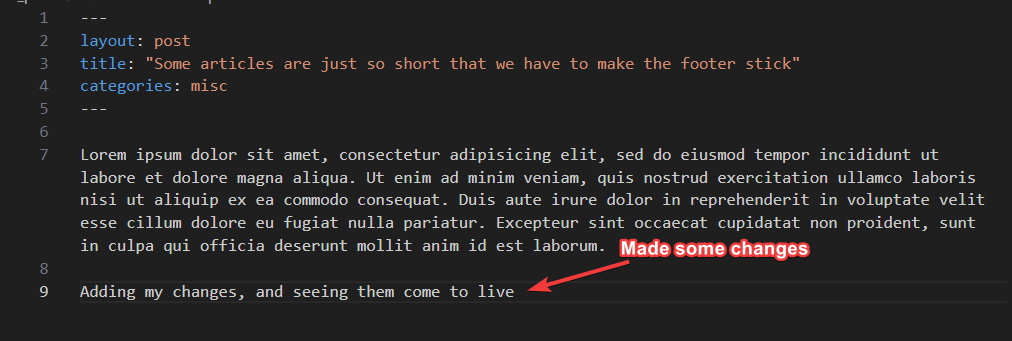 1 ---
2 layout: post
3 title: "Some articles are just so short that we have to make the footer stick"
4 categories: misc
5 ---
6
7 Lorem ipsum dolor sit amet, consectetur adipisicing elit, sed do eiusmod tempor incididunt ut
labore et dolore magna aliqua. Ut enim ad minim veniam, quis nostrud exercitation ullamco laboris
nisi ut aliquip ex ea commodo consequat. Duis aute irure dolor in reprehenderit in voluptate velit
esse cillum dolore eu fugiat nulla pariatur. Excepteur sint occaecat cupidatat non proident, sunt
in culpa qui officia deserunt mollit anim id est laborum.
Made some changes
8
9 Adding my changes, and seeing them come to live